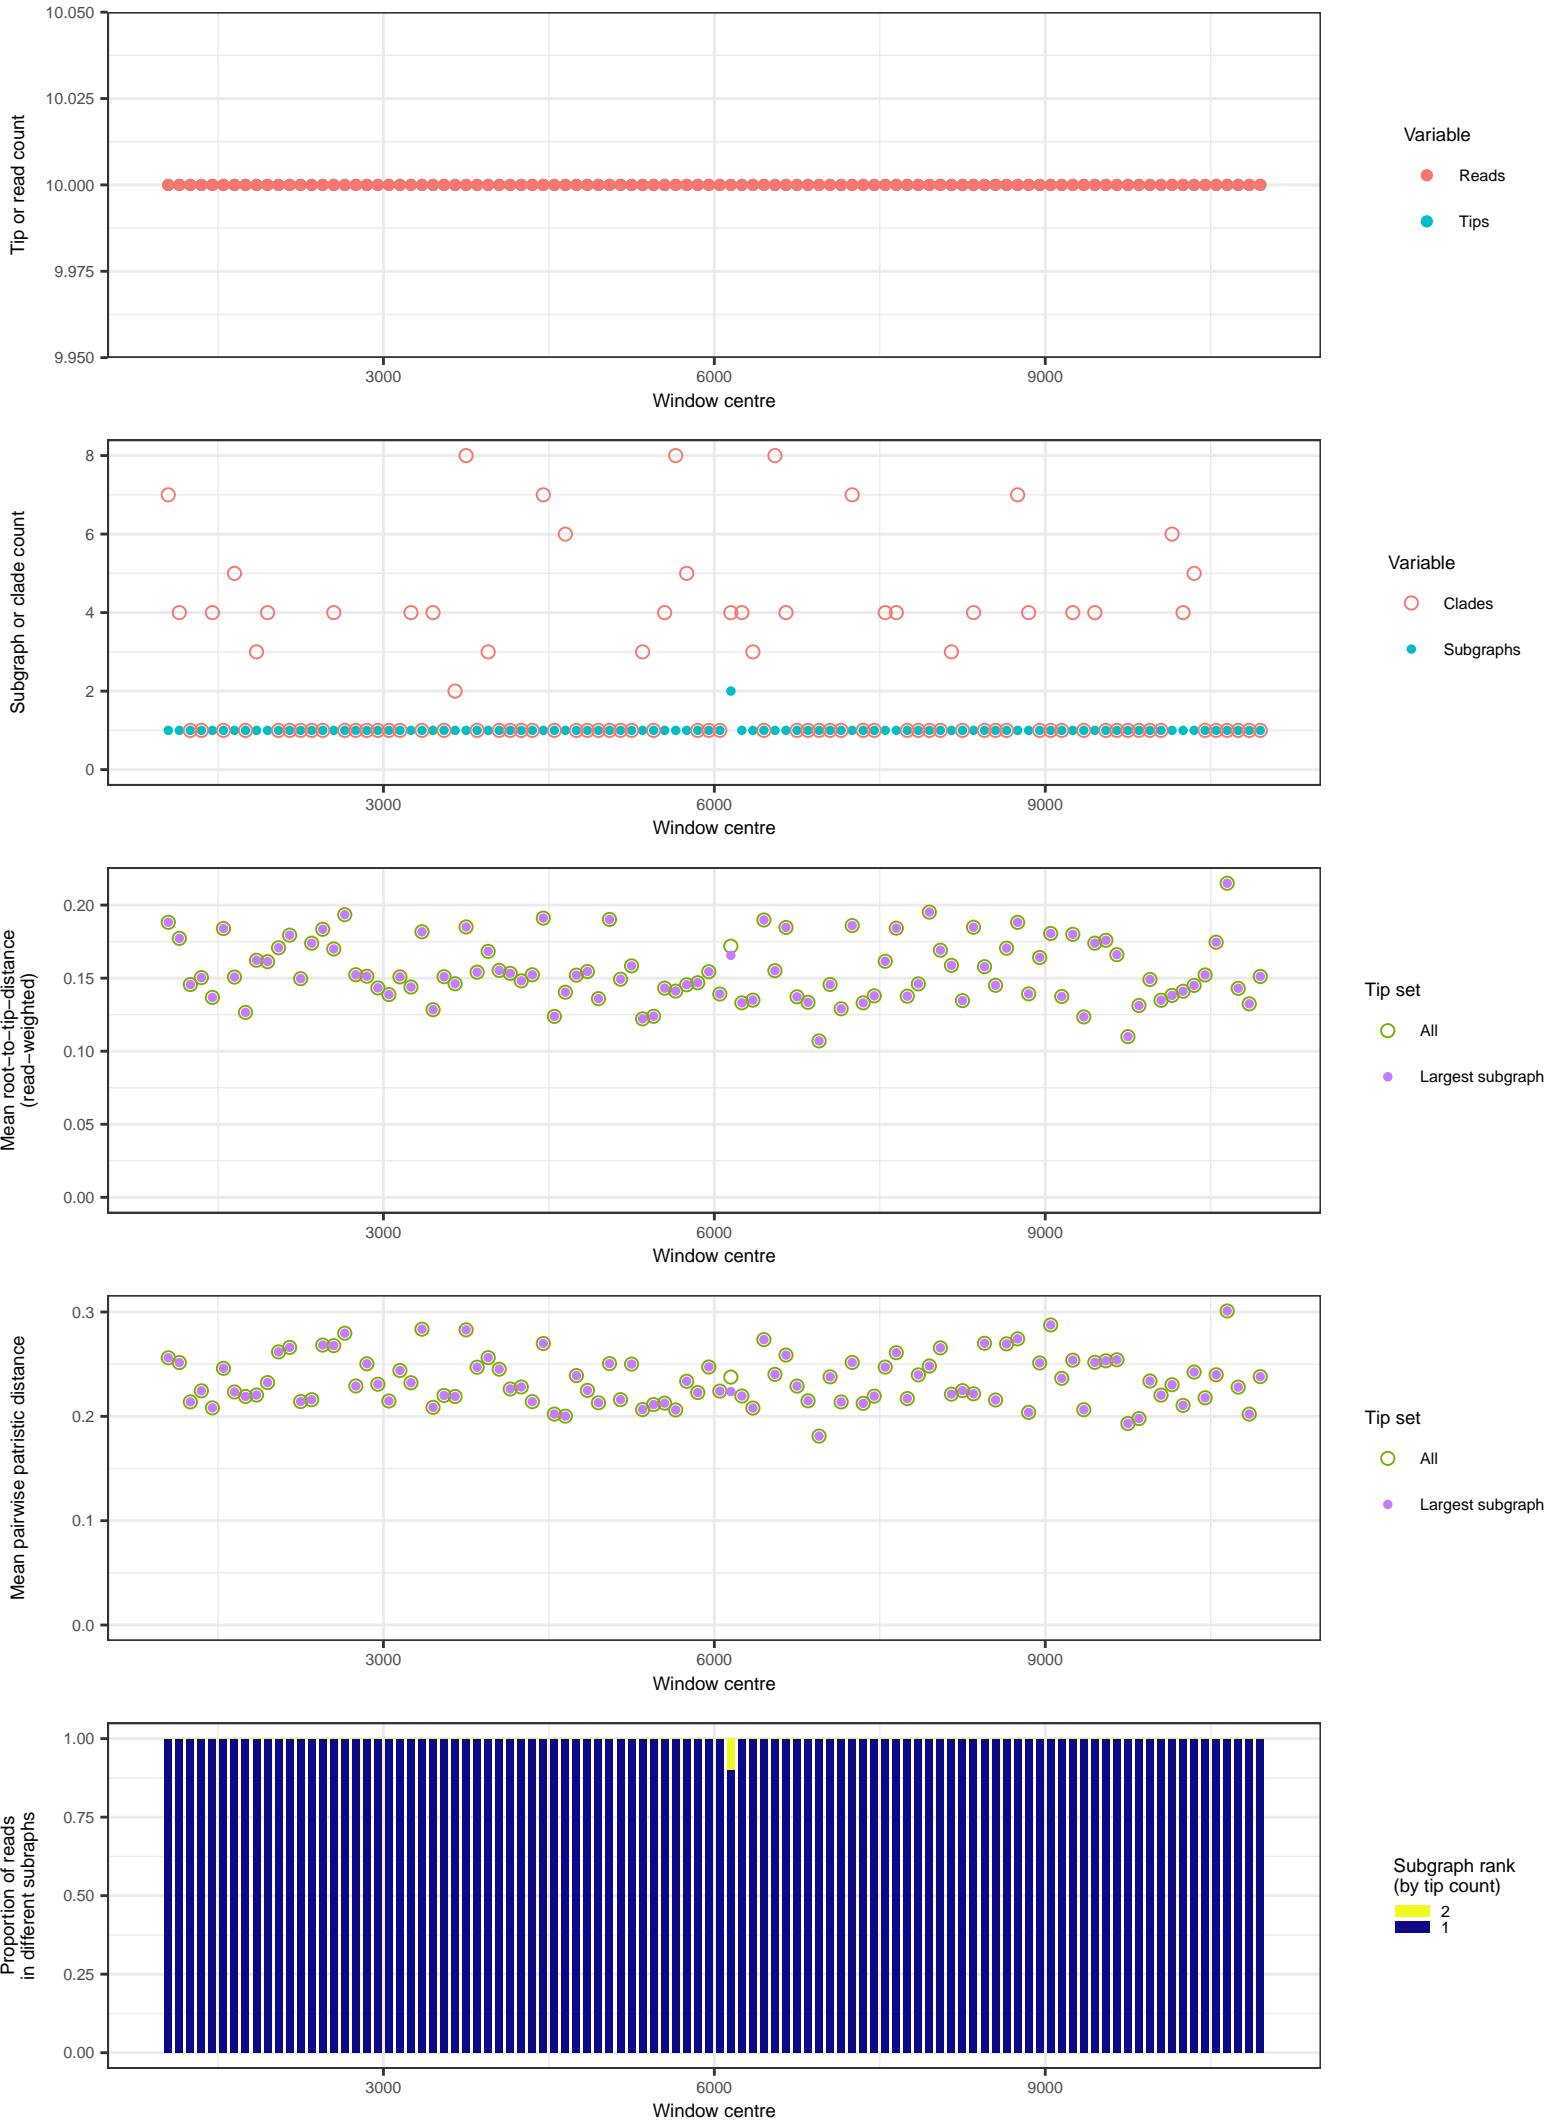 10.050
10.025
10.000
9.975
9.950
Tip or read count
3000 6000 9000
Window centre
Variable
Reads
Tips
8
6
4
2
0
Subgraph or clade count
3000 6000 9000
Window centre
Variable
Clades
Subgraphs
0.20
0.15
0.10
0.05
0.00
Mean root−to−tip−distance
(read−weighted)
3000 6000 9000
Window centre
Tip set
All
Largest subgraph
0.3
0.2
0.1
0.0
Mean pairwise patristic distance
3000 6000 9000
Window centre
Tip set
All
Largest subgraph
1.00
0.75
0.50
0.25
0.00
Proportion of reads
in different subraphs
3000 6000 9000
Window centre
Subgraph rank
(by tip count)
2
1